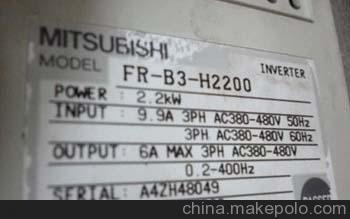 MITSUBISHI
MODEL FR-B3-H2200 INVERTER
POWER : 2.2kW
INPUT : 9.9A 3PH AC380-480V 50Hz
3PH AC380-480V 60Hz
OUTPUT: 6A MAX 3PH AC380-480V
0.2-400Hz
SERIAL : A4ZH48049
PASSED
china.makepolo.com